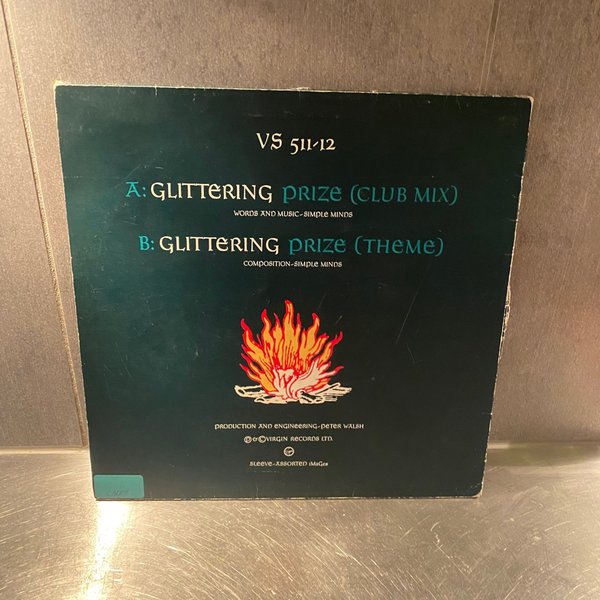 VS 511-12
A: GLITTERING PRIZE (CLUB MIX)
WORDS AND MUSIC-SIMPLE MINDS
B: GLITTERING PRIZE (THEME)
COMPOSITION-SIMPLE MINDS
PRODUCTION AND ENGINEERING-PETER WALSH
℗ & © VIRGIN RECORDS LTD.
SLEEVE-ASSORTED iMaGes